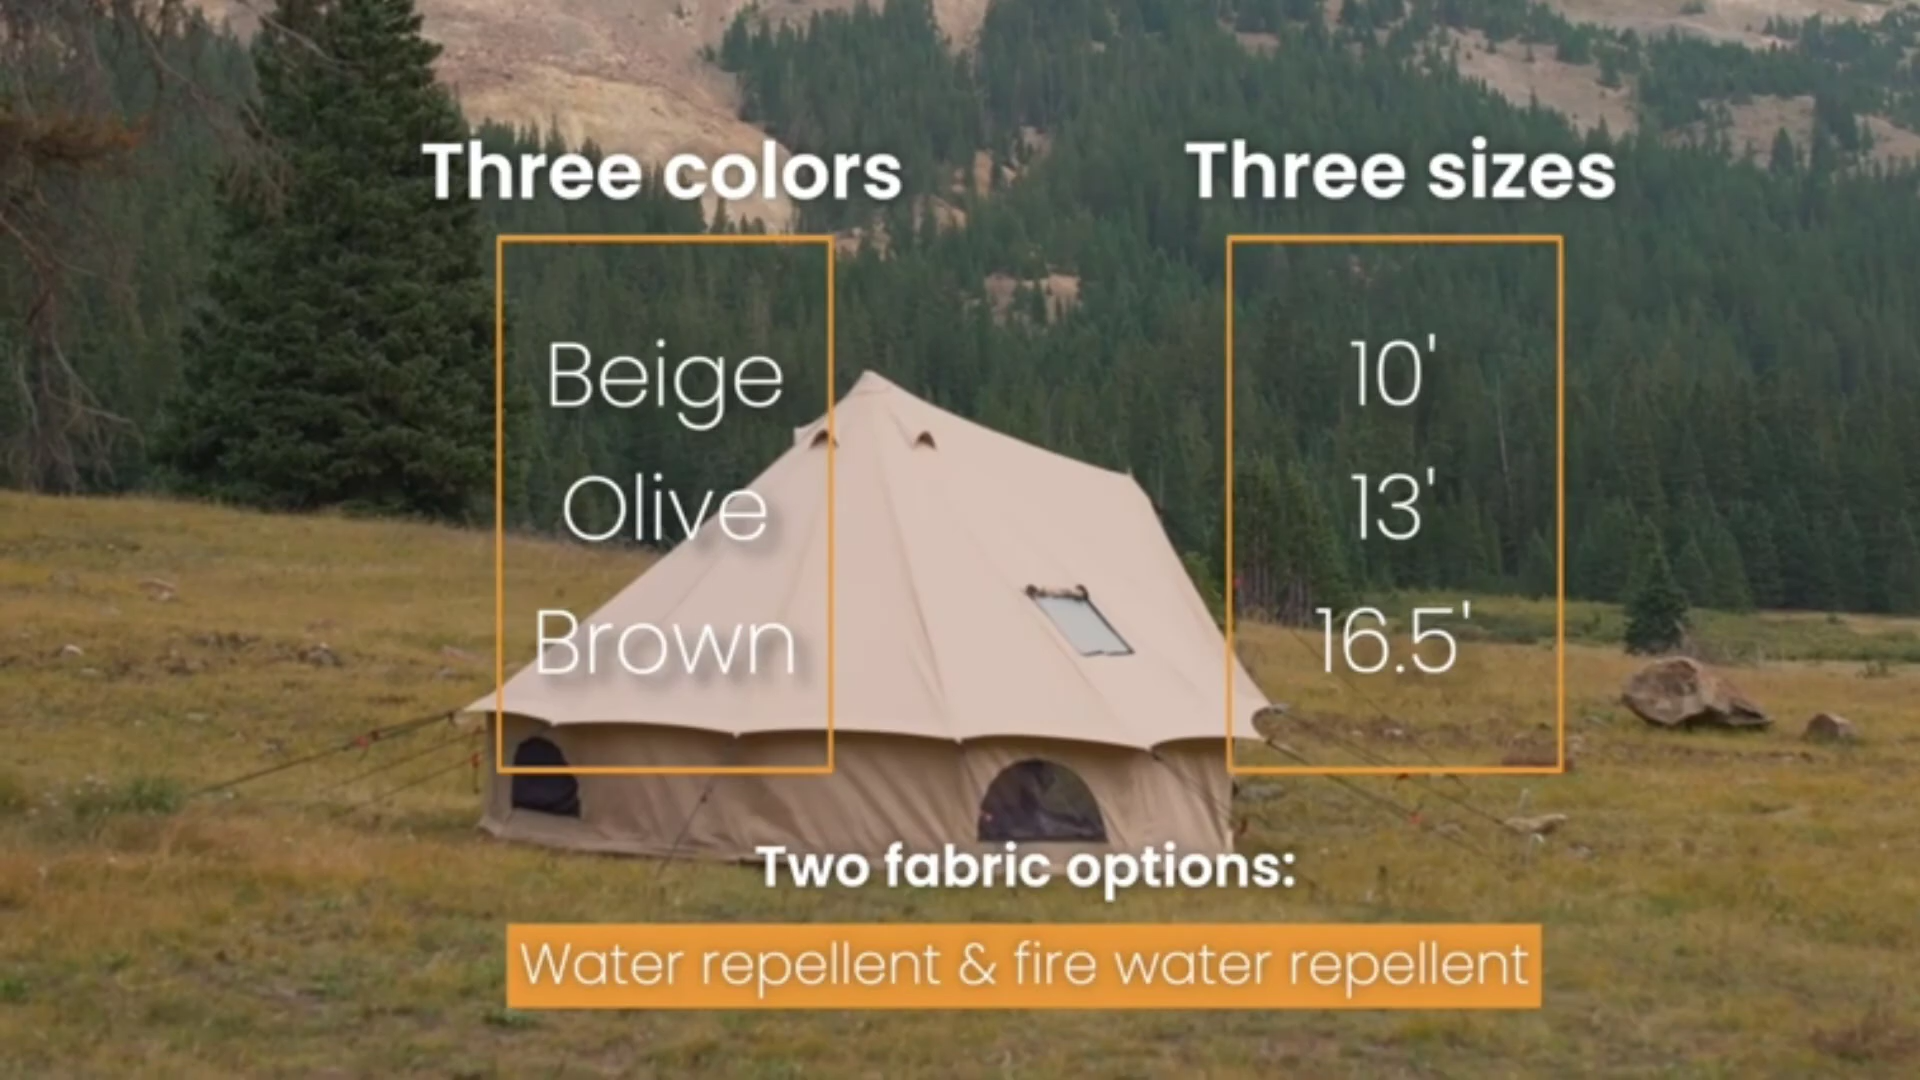 Three colors
Beige
Olive
Brown
Three sizes
10'
13'
16.5'
Two fabric options:
Water repellent & fire water repellent